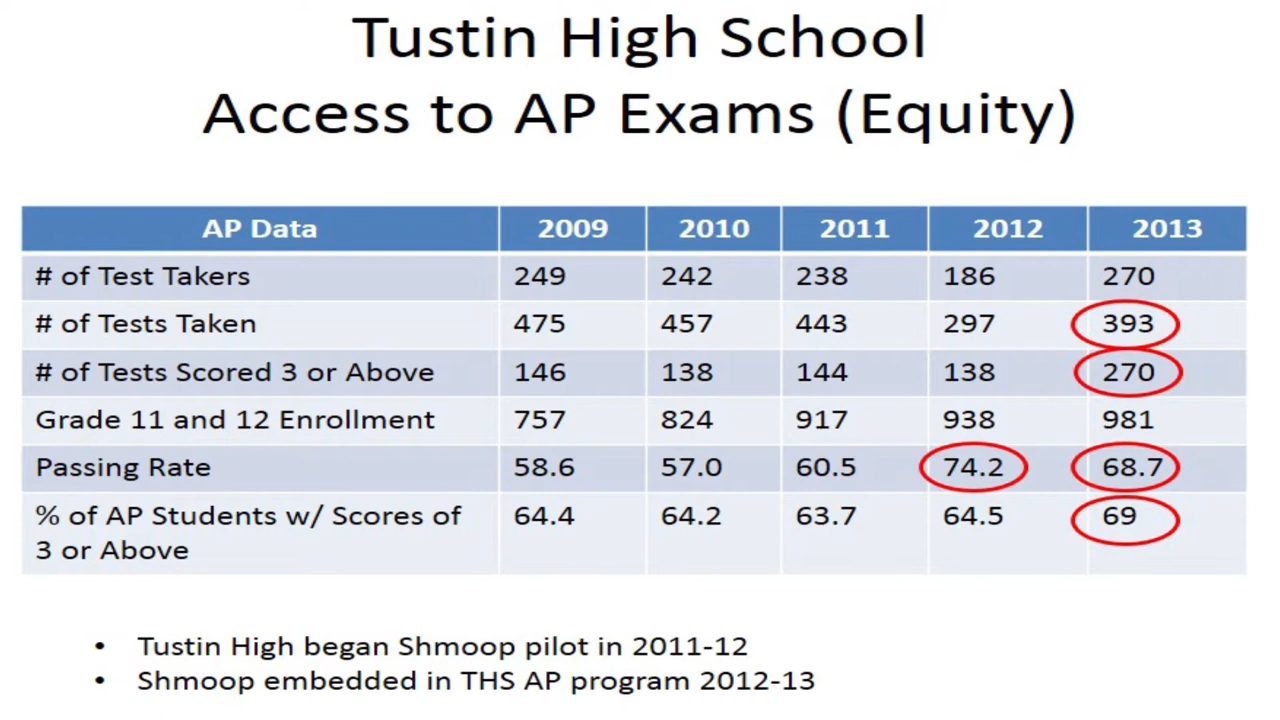 Tustin High School
Access to AP Exams (Equity)
AP Data 2009 2010 2011 2012 2013
# of Test Takers 249 242 238 186 270
# of Tests Taken 475 457 443 297 393
# of Tests Scored 3 or Above 146 138 144 138 270
Grade 11 and 12 Enrollment 757 824 917 938 981
Passing Rate 58.6 57.0 60.5 74.2 68.7
% of AP Students w/ Scores of 64.4 64.2 63.7 64.5 69
3 or Above
• Tustin High began Shmoop pilot in 2011-12
• Shmoop embedded in THS AP program 2012-13